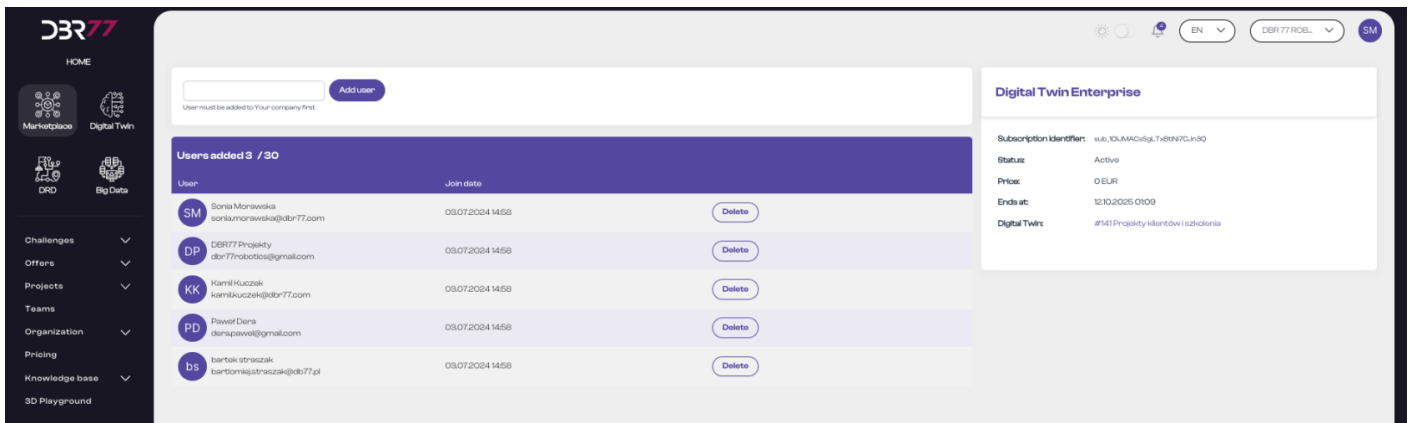 DBR77
HOME
Marketplace
Digital Twin
DRD
Big Data
Challenges
Offers
Projects
Teams
Organization
Pricing
Knowledge base
3D Playground
4
EN
DBR 77 ROB...
SM
Add user
User must be added to Your company first
Users added 3 / 30
User Join date
SM Sonia Morawska 03.07.2024 14:58 Delete
sonia.morawska@dbr77.com
DP DBR77 Projekty 03.07.2024 14:58 Delete
dbr77robotics@gmail.com
KK Kamil Kuczek 03.07.2024 14:58 Delete
kamil.kuczek@dbr77.com
PD Paweł Dera 03.07.2024 14:58 Delete
dera.pawel@gmail.com
bs bartek straszak 03.07.2024 14:58 Delete
bartlomiej.straszak@db77.pl
Digital Twin Enterprise
Subscription identifier:
Status: Active
Price: 0 EUR
Ends at: 12.10.2025 01:09
Digital Twin: #141 Projekty klientów i szkolenia